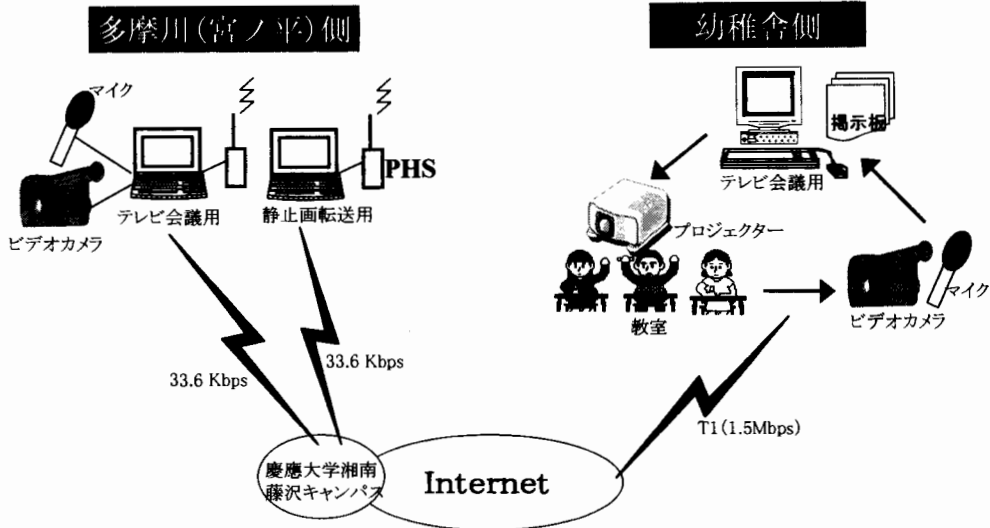 多摩川(宮ノ平)側
幼稚舎側
マイク
PHS
テレビ会議用
静止画転送用
ビデオカメラ
掲示板
テレビ会議用
プロジェクター
教室
マイク
ビデオカメラ
33.6 Kbps
33.6 Kbps
T1(1.5Mbps)
慶應大学湘南
藤沢キャンパス
Internet